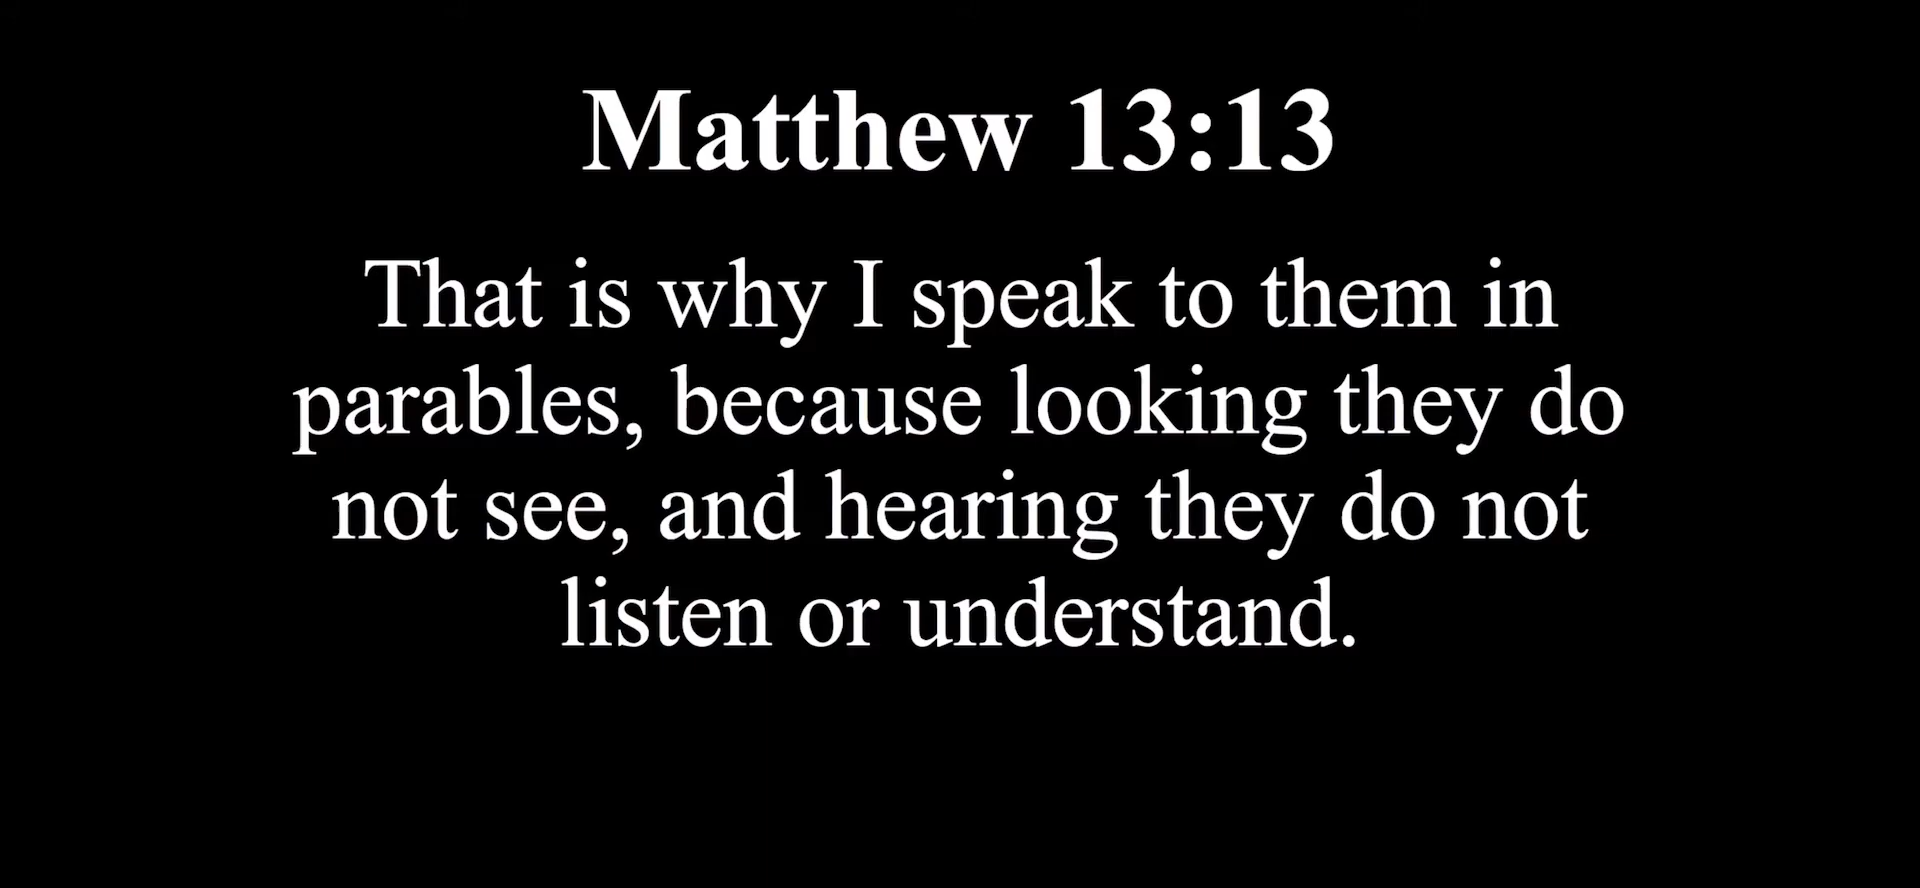 Matthew 13:13
That is why I speak to them in
parables, because looking they do
not see, and hearing they do not
listen or understand.